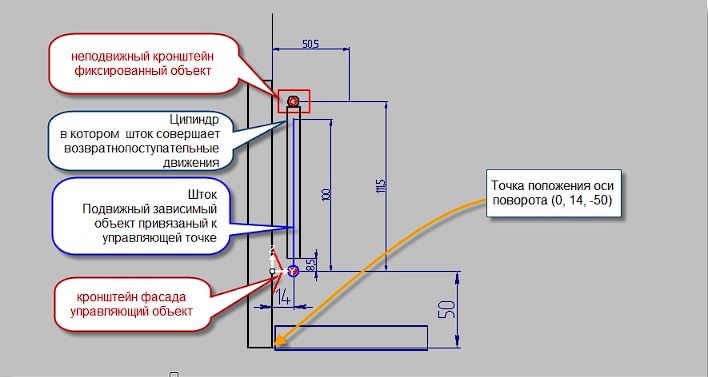 50,5
неподвижный кронштейн
фиксированный объект
Цилиндр
в котором шток совершает
возвратнопоступательные
движения
100
111,5
Шток
Подвижный зависимый
объект привязаный к
управляющей точке
Точка положения оси
поворота (0, 14, -50)
Z
8,5
Y
14
кронштейн фасада
управляющий объект
50